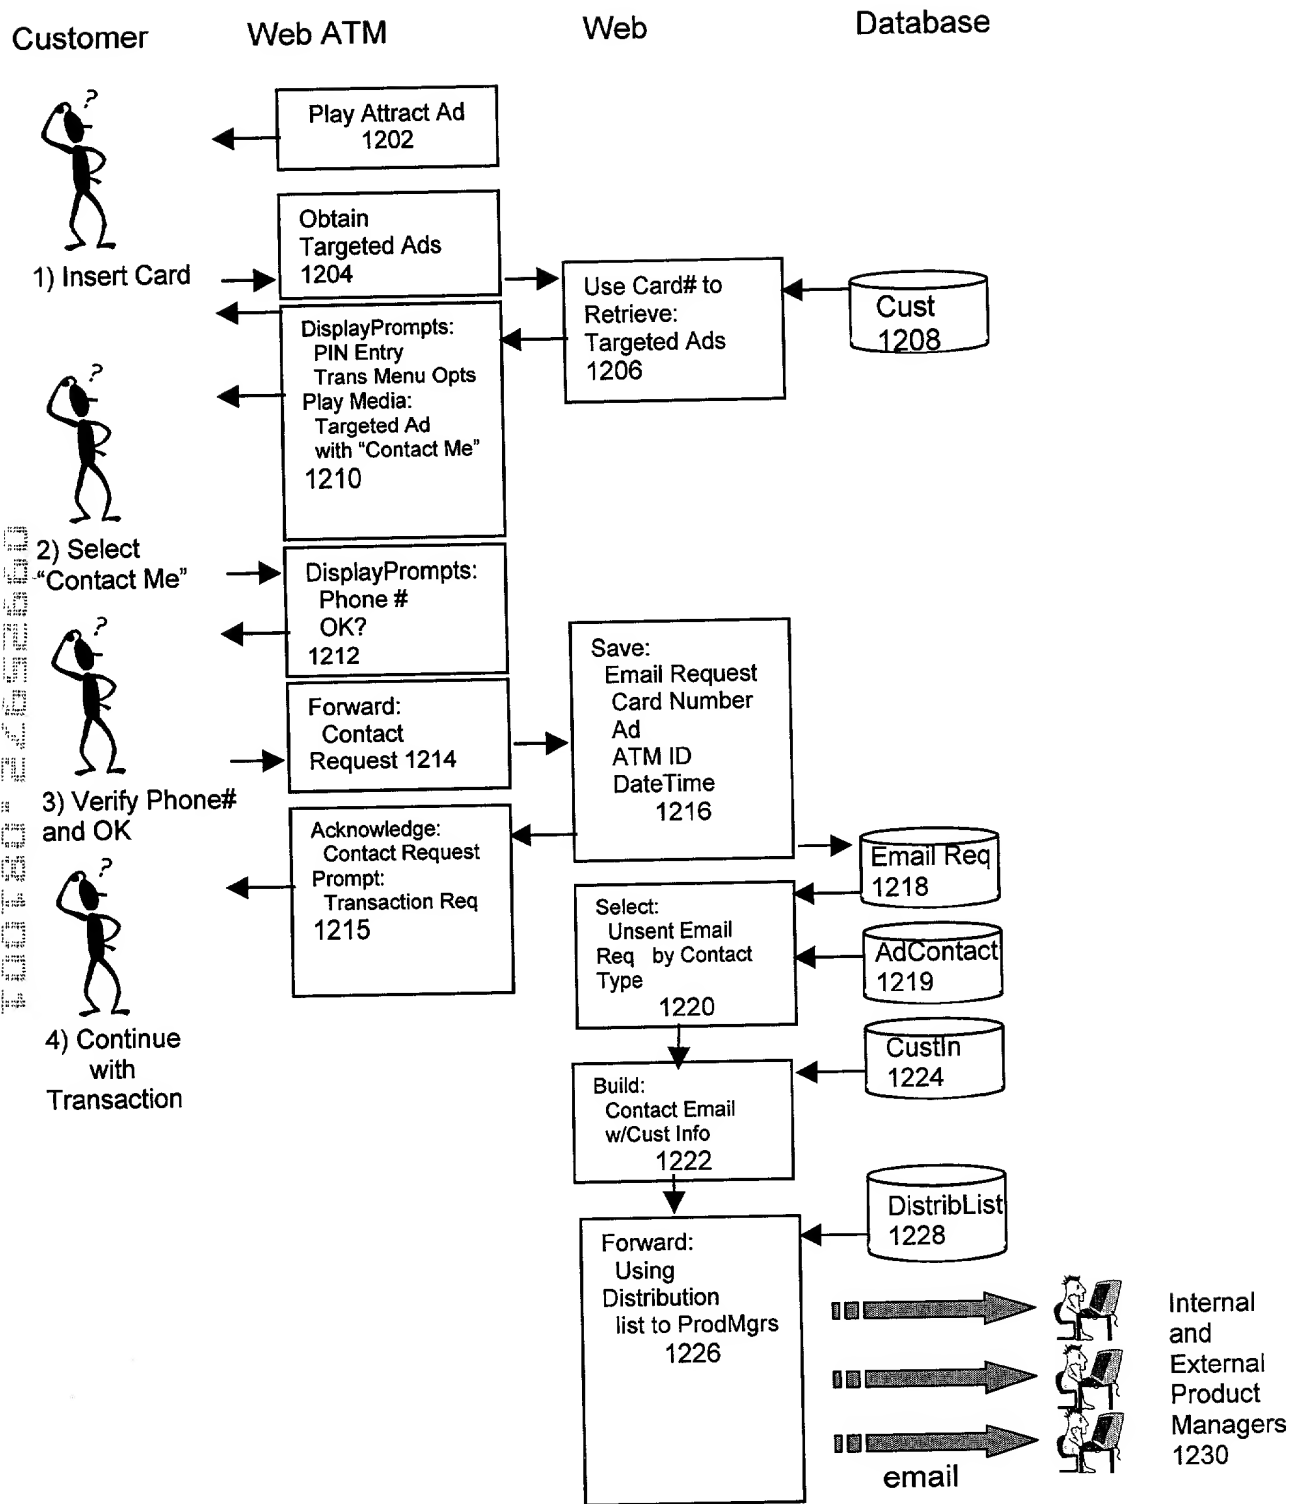 Customer
Web ATM
Web
Database
?
Play Attract Ad
1202
1) Insert Card
Obtain
Targeted Ads
1204
Use Card# to
Retrieve:
Targeted Ads
1206
Cust
1208
DisplayPrompts:
PIN Entry
Trans Menu Opts
Play Media:
Targeted Ad
with “Contact Me”
1210
?
2) Select
“Contact Me”
DisplayPrompts:
Phone #
OK?
1212
?
Forward:
Contact
Request 1214
3) Verify Phone#
and OK
Save:
Email Request
Card Number
Ad
ATM ID
DateTime
1216
Acknowledge:
Contact Request
Prompt:
Transaction Req
1215
Email Req
1218
?
4) Continue
with
Transaction
Select:
Unsent Email
Req by Contact
Type
1220
AdContact
1219
CustIn
1224
Build:
Contact Email
w/Cust Info
1222
DistribList
1228
Forward:
Using
Distribution
list to ProdMgrs
1226
email
Internal
and
External
Product
Managers
1230